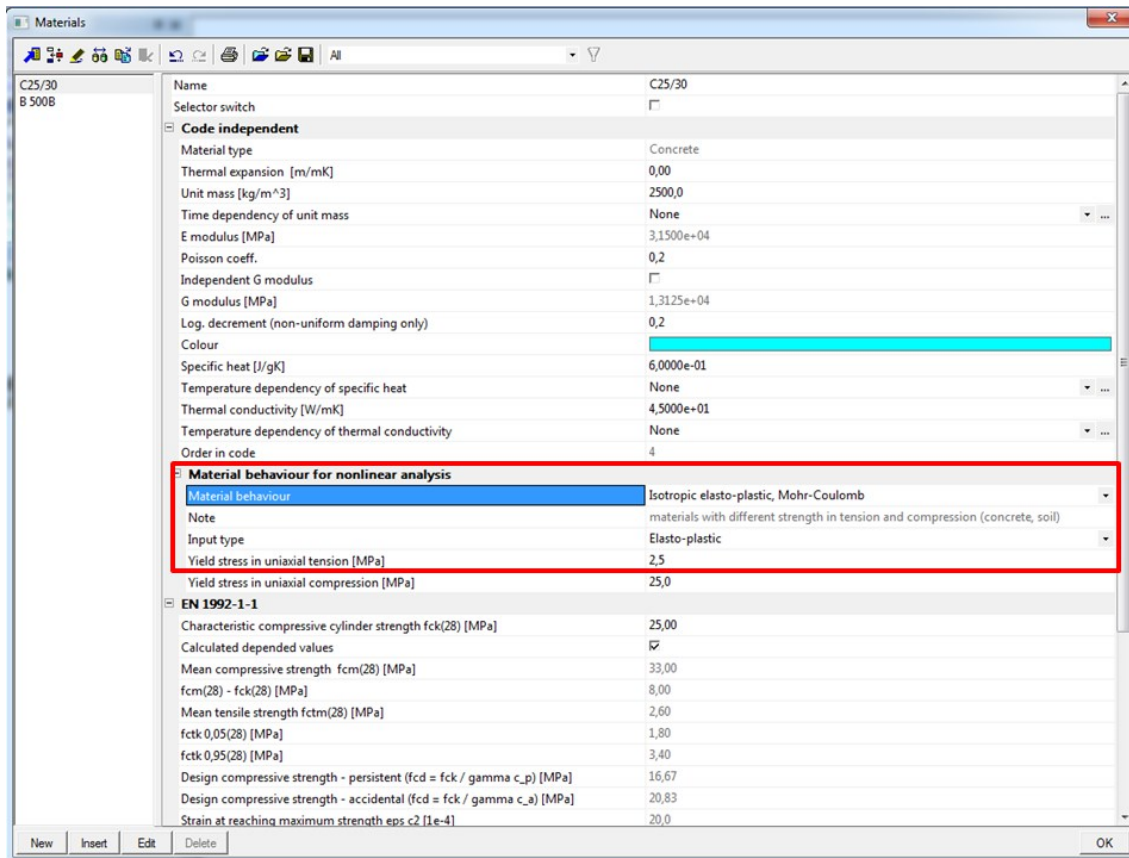 Materials
All
C25/30
B 500B
Name C25/30
Selector switch
Code independent
Material type Concrete
Thermal expansion [m/mK] 0,00
Unit mass [kg/m^3] 2500,0
Time dependency of unit mass None ...
E modulus [MPa] 3,1500e+04
Poisson coeff. 0,2
Independent G modulus
G modulus [MPa] 1,3125e+04
Log. decrement (non-uniform damping only) 0,2
Colour
Specific heat [J/gK] 6,0000e-01
Temperature dependency of specific heat None ...
Thermal conductivity [W/mK] 4,5000e+01
Temperature dependency of thermal conductivity None ...
Order in code 4
Material behaviour for nonlinear analysis
Material behaviour Isotropic elasto-plastic, Mohr-Coulomb
Note materials with different strength in tension and compression (concrete, soil)
Input type Elasto-plastic
Yield stress in uniaxial tension [MPa] 2,5
Yield stress in uniaxial compression [MPa] 25,0
EN 1992-1-1
Characteristic compressive cylinder strength fck(28) [MPa] 25,00
Calculated depended values
Mean compressive strength fcm(28) [MPa] 33,00
fcm(28) - fck(28) [MPa] 8,00
Mean tensile strength fctm(28) [MPa] 2,60
fctk 0,05(28) [MPa] 1,80
fctk 0,95(28) [MPa] 3,40
Design compressive strength - persistent (fcd = fck / gamma c_p) [MPa] 16,67
Design compressive strength - accidental (fcd = fck / gamma c_a) [MPa] 20,83
Strain at reaching maximum strength eps c2 [1e-4] 20,0
New Insert Edit Delete OK